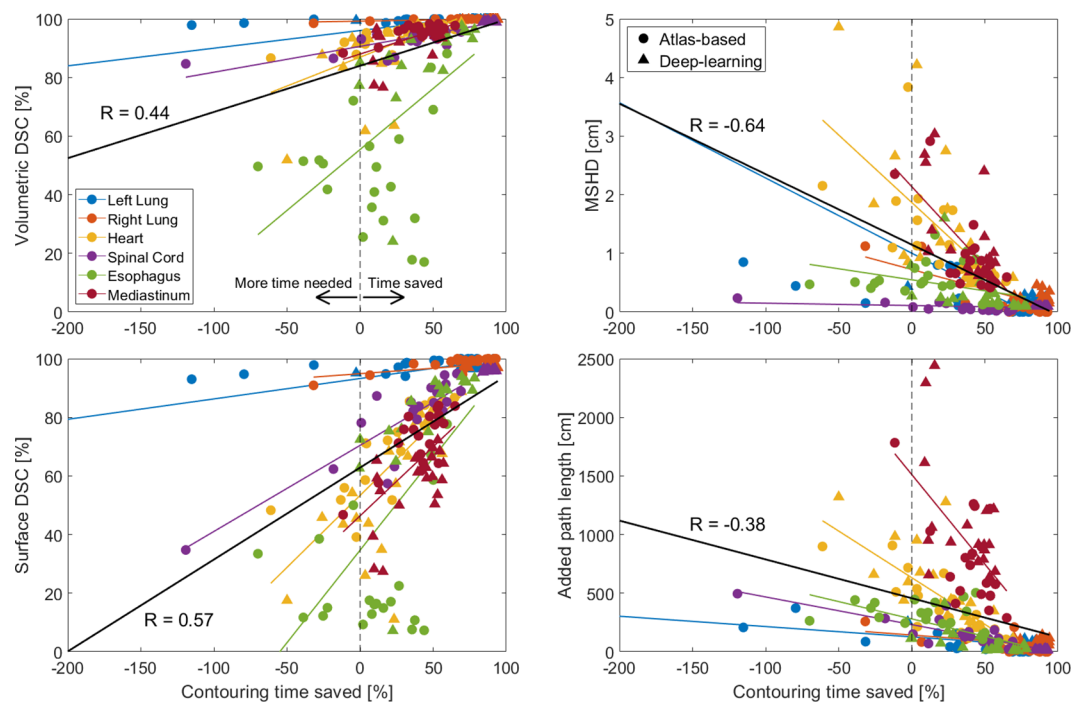 100
80
60
40
20
0
Volumetric DSC [%]
R = 0.44
Left Lung
Right Lung
Heart
Spinal Cord
Esophagus
Mediastinum
More time needed
Time saved
-200 -150 -100 -50 0 50 100
5
4
3
2
1
0
MSHD [cm]
Atlas-based
Deep-learning
R = -0.64
-200 -150 -100 -50 0 50 100
100
80
60
40
20
0
Surface DSC [%]
R = 0.57
-200 -150 -100 -50 0 50 100
Contouring time saved [%]
2500
2000
1500
1000
500
0
Added path length [cm]
R = -0.38
-200 -150 -100 -50 0 50 100
Contouring time saved [%]